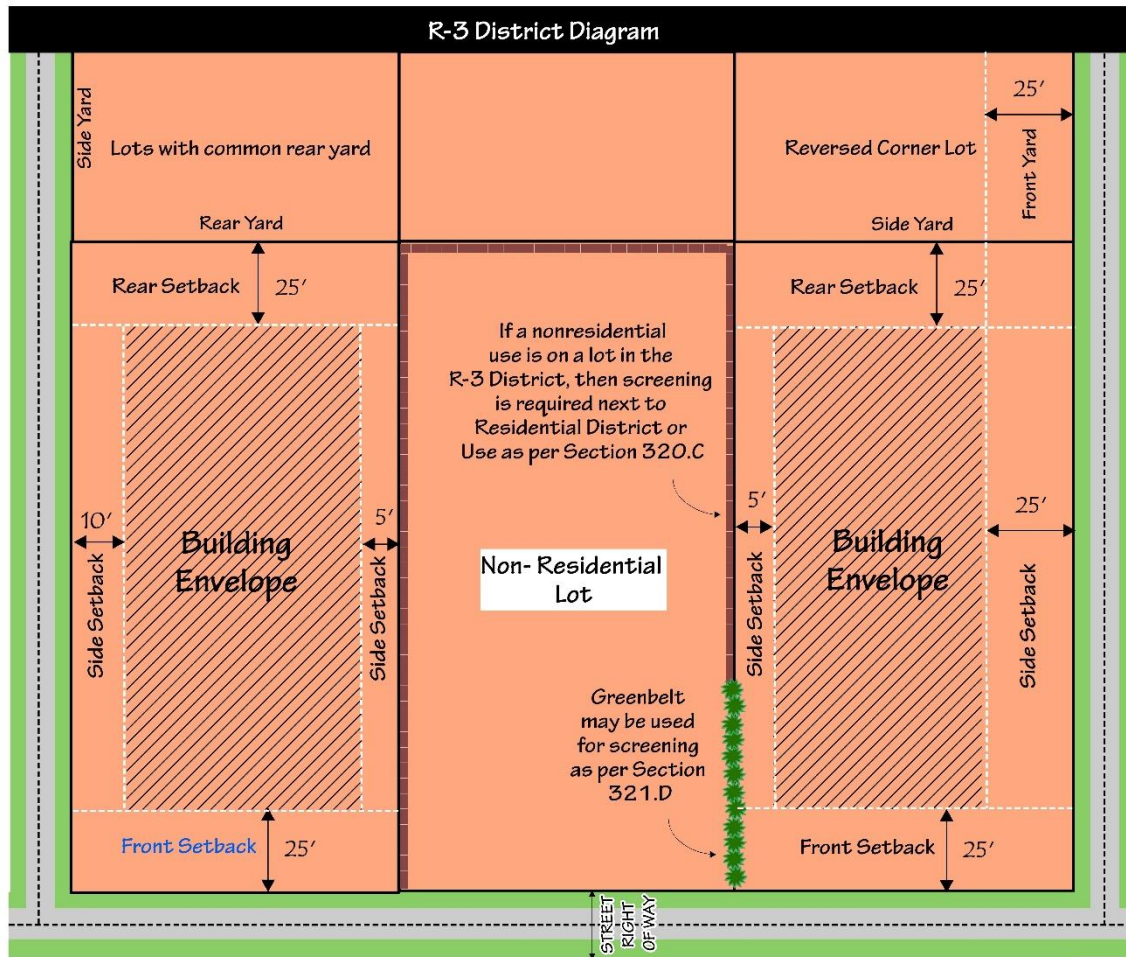 R-3 District Diagram
Side Yard
Lots with common rear yard
Rear Yard
Reversed Corner Lot
25'
Front Yard
Side Yard
Rear Setback
25'
Rear Setback
25'
If a nonresidential
use is on a lot in the
R-3 District, then screening
is required next to
Residential District or
Use as per Section 320.C
10'
Side Setback
Building
Envelope
5'
Side Setback
Non- Residential
Lot
5'
Side Setback
Building
Envelope
25'
Side Setback
Greenbelt
may be used
for screening
as per Section
321.D
Front Setback
25'
Front Setback
25'
STREET
RIGHT
OF WAY